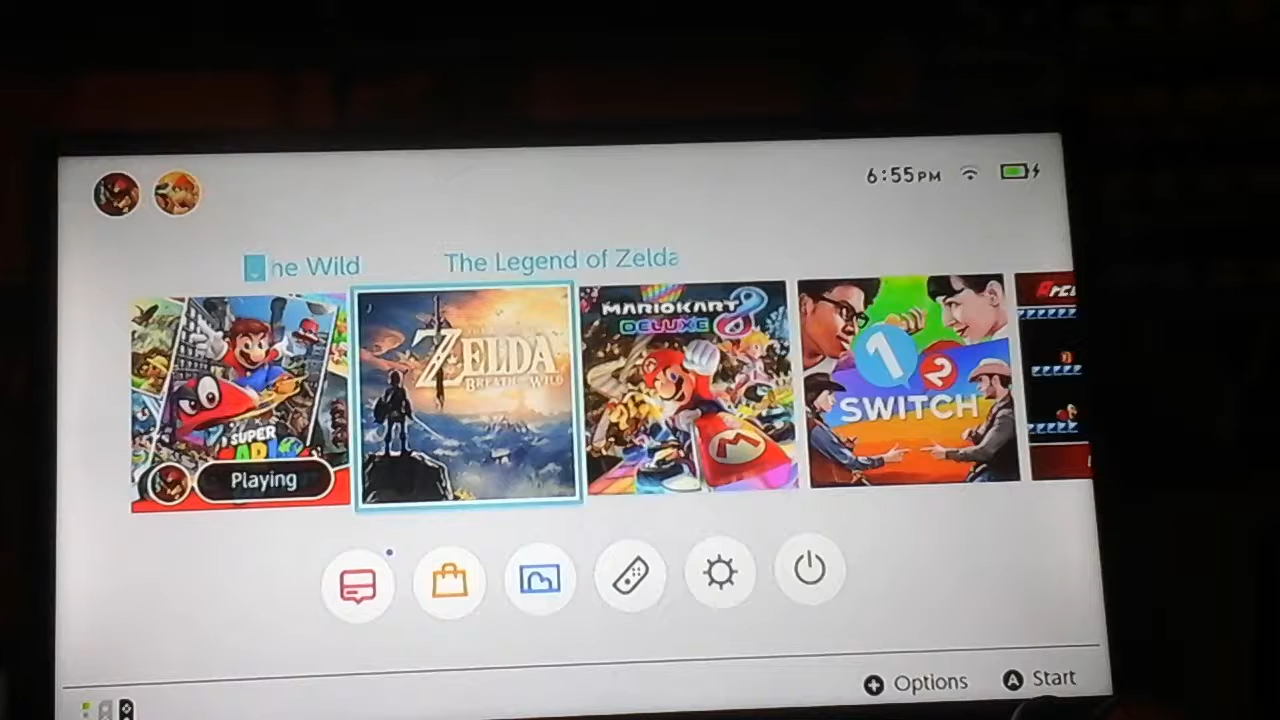 6:55PM
ne Wild The Legend of Zelda
SUPER
Playing
ZELDA
BREATH WILD
MARIOKART 8
DELUXE
1 2
SWITCH
M
Options
A Start